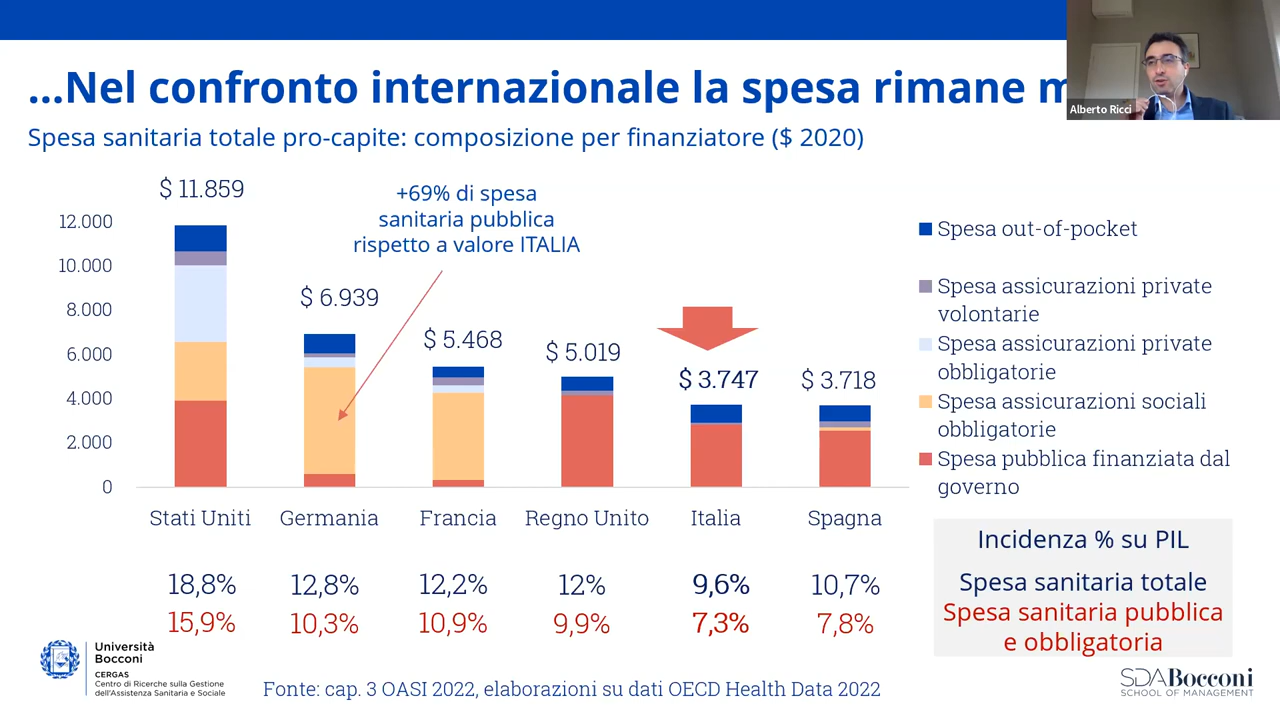 ...Nel confronto internazionale la spesa rimane
Alberto Ricci
Spesa sanitaria totale pro-capite: composizione per finanziatore ($ 2020)
$ 11.859
+69% di spesa
sanitaria pubblica
rispetto a valore ITALIA
12.000
10.000
8.000
6.000
4.000
2.000
0
$ 6.939
$ 5.468
$ 5.019
$ 3.747
$ 3.718
Spesa out-of-pocket
Spesa assicurazioni private
volontarie
Spesa assicurazioni private
obbligatorie
Spesa assicurazioni sociali
obbligatorie
Spesa pubblica finanziata dal
governo
Stati Uniti Germania Francia Regno Unito Italia Spagna
18,8% 12,8% 12,2% 12% 9,6% 10,7%
15,9% 10,3% 10,9% 9,9% 7,3% 7,8%
Incidenza % su PIL
Spesa sanitaria totale
Spesa sanitaria pubblica
e obbligatoria
Università
Bocconi
CERGAS
Centro di Ricerche sulla Gestione
dell'Assistenza Sanitaria e Sociale
Fonte: cap. 3 OASI 2022, elaborazioni su dati OECD Health Data 2022
SDA Bocconi
SCHOOL OF MANAGEMENT